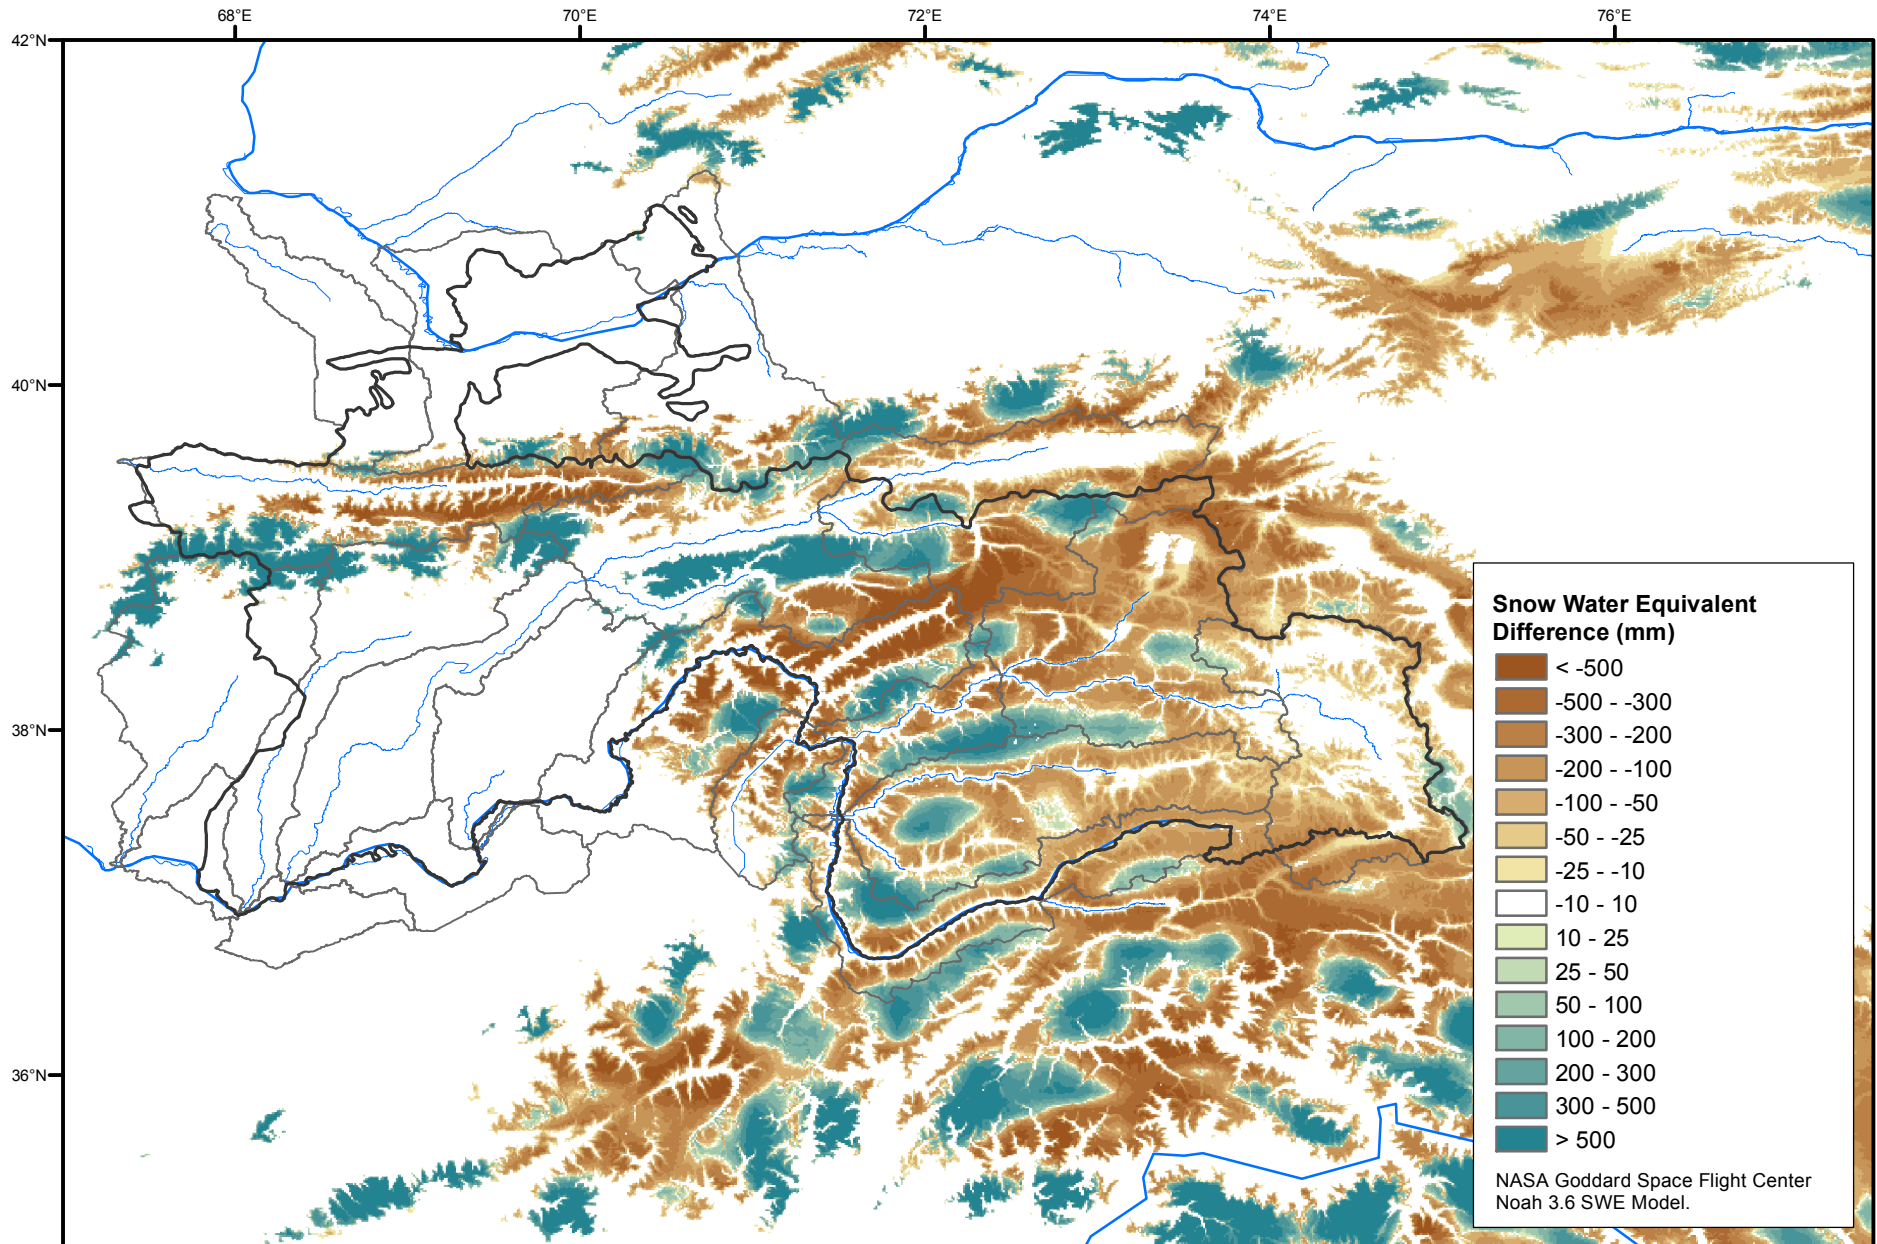 68°E 70°E 72°E 74°E 76°E
42°N
40°N
38°N
36°N
Snow Water Equivalent
Difference (mm)
< -500
-500 - -300
-300 - -200
-200 - -100
-100 - -50
-50 - -25
-25 - -10
-10 - 10
10 - 25
25 - 50
50 - 100
100 - 200
200 - 300
300 - 500
> 500
NASA Goddard Space Flight Center
Noah 3.6 SWE Model.